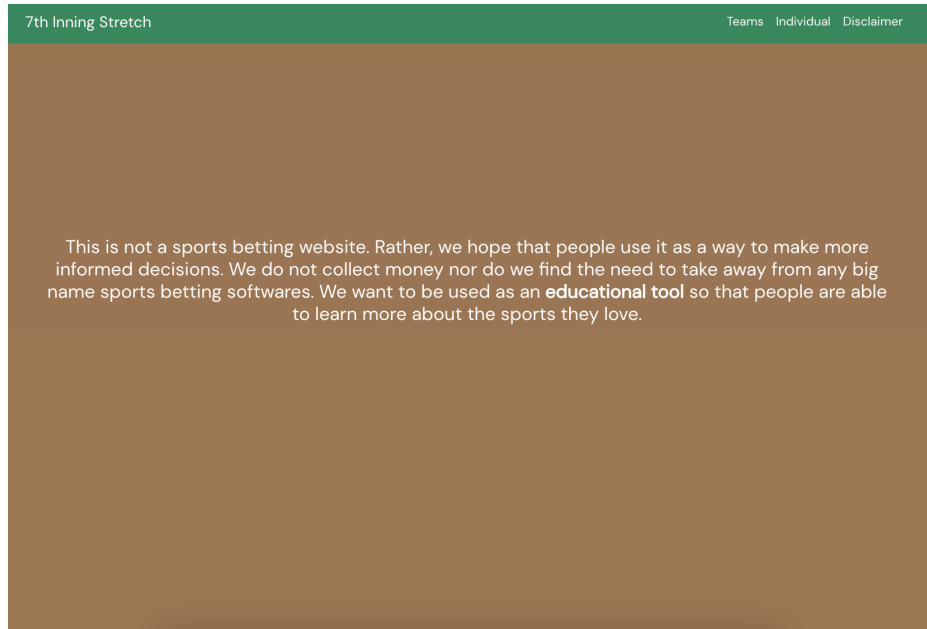 7th Inning Stretch
Teams Individual Disclaimer
This is not a sports betting website. Rather, we hope that people use it as a way to make more
informed decisions. We do not collect money nor do we find the need to take away from any big
name sports betting softwares. We want to be used as an educational tool so that people are able
to learn more about the sports they love.